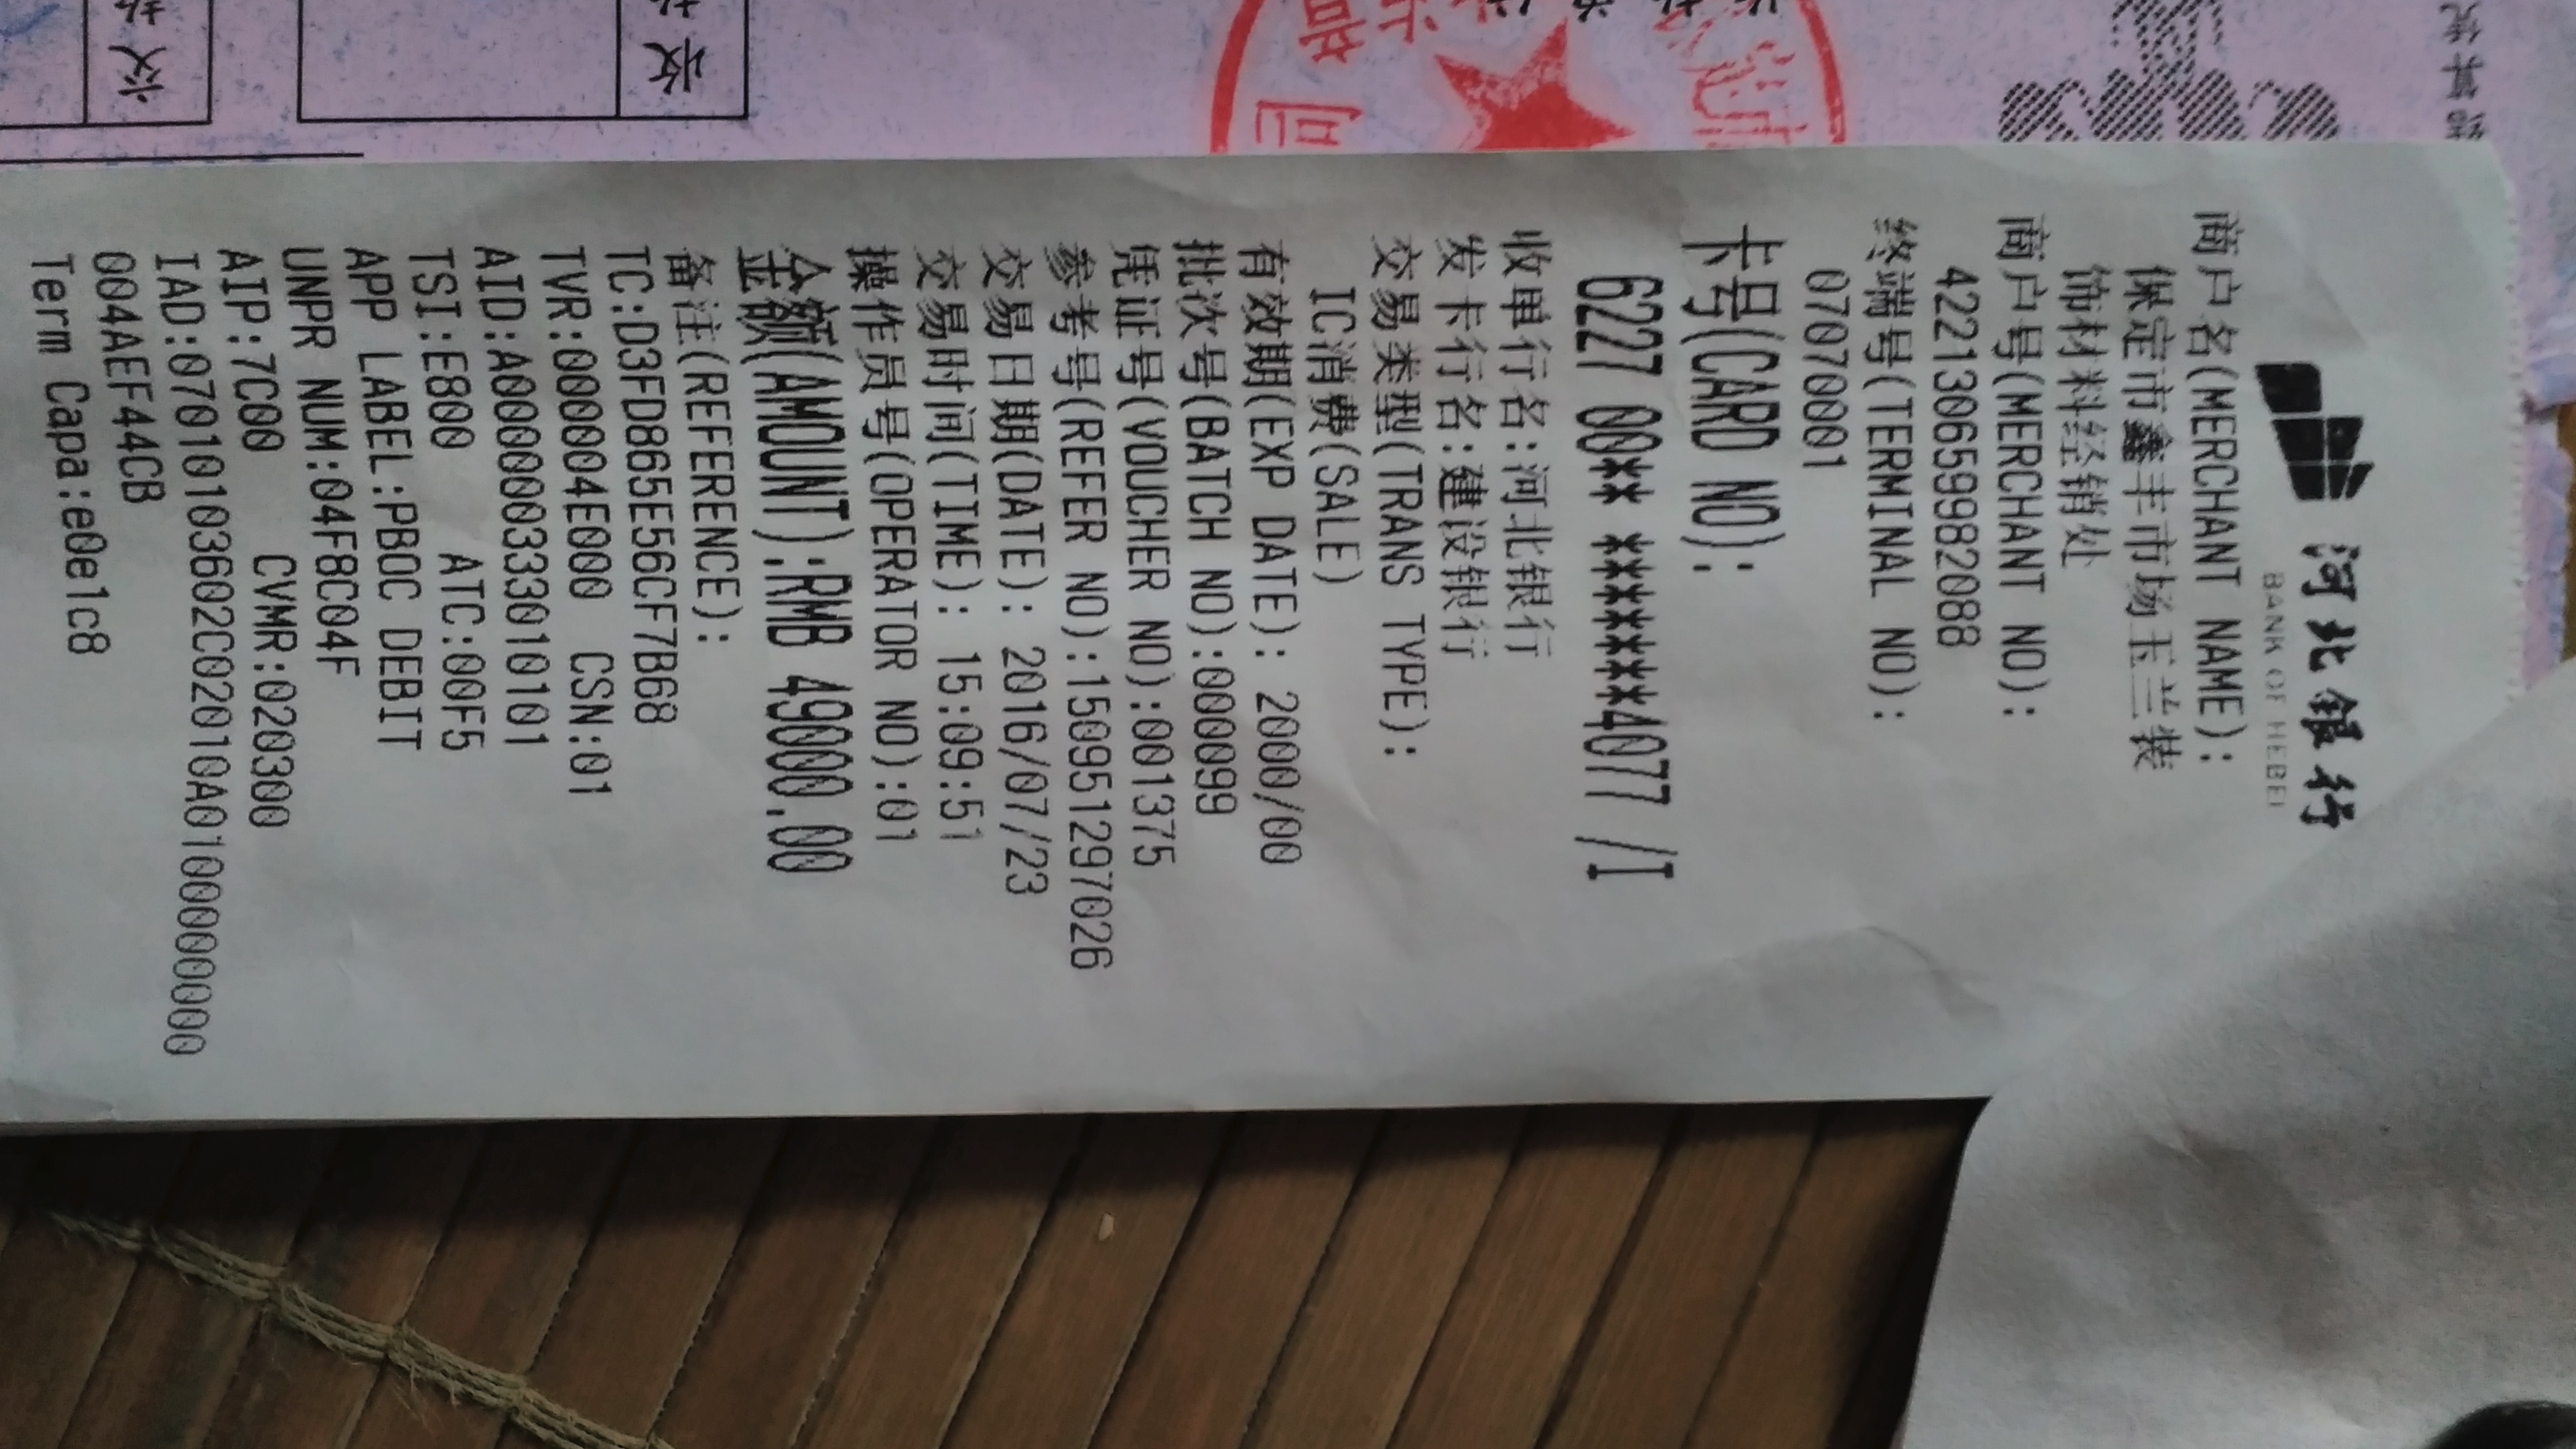 河北银行
BANK OF HEBEI
商户名(MERCHANT NAME):
保定市鑫丰市场玉兰装
饰材料经销处
商户号(MERCHANT NO):
422130659982088
终端号(TERMINAL NO):
07070001
卡号(CARD NO):
6227 00** ******4077 /I
收单行名:河北银行
发卡行名:建设银行
交易类型(TRANS TYPE):
IC消费(SALE)
有效期(EXP DATE): 2000/00
批次号(BATCH NO):000099
凭证号(VOUCHER NO):001375
参考号(REFER NO):150951297026
交易日期(DATE): 2016/07/23
交易时间(TIME): 15:09:51
操作员号(OPERATOR NO):01
金额(AMOUNT):RMB 49000.00
备注(REFERENCE):
TC:D3FD865E56CF7B68
TVR:000004E000 CSN:01
AID:A000000333010101
TSI:E800 ATC:00F5
APP LABEL:PBOC DEBIT
UNPR NUM:04F8C04F
AIP:7C00 CVMR:020300
IAD:07010103602C02010A0100000000
004AEF44CB
Term Capa:e0e1c8